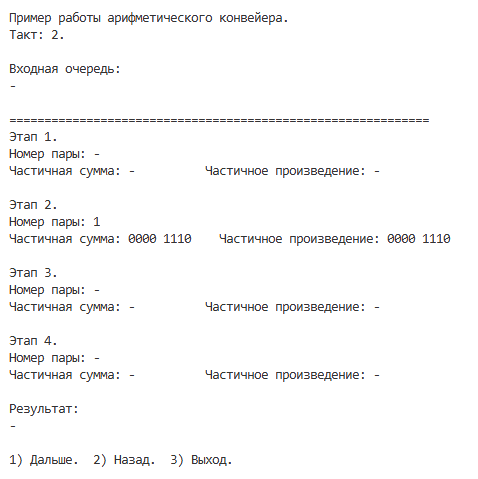 Пример работы арифметического конвейера.
Такт: 2.
Входная очередь:
-
============================================================
Этап 1.
Номер пары: -
Частичная сумма: -          Частичное произведение: -
Этап 2.
Номер пары: 1
Частичная сумма: 0000 1110    Частичное произведение: 0000 1110
Этап 3.
Номер пары: -
Частичная сумма: -          Частичное произведение: -
Этап 4.
Номер пары: -
Частичная сумма: -          Частичное произведение: -
Результат:
-
1) Дальше.  2) Назад.  3) Выход.